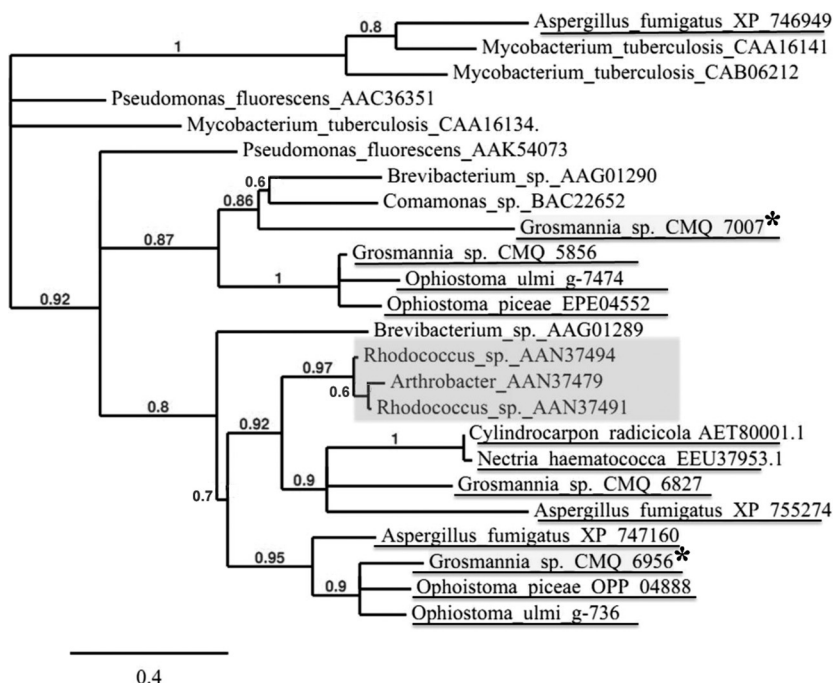 0.8
Aspergillus_fumigatus_XP_746949
1
Mycobacterium_tuberculosis_CAA16141
Mycobacterium_tuberculosis_CAB06212
Pseudomonas_fluorescens_AAC36351
Mycobacterium_tuberculosis_CAA16134.
Pseudomonas_fluorescens_AAK54073
0.6
Brevibacterium_sp._AAG01290
0.86
Comamonas_sp._BAC22652
Grosmannia_sp._CMQ_7007*
0.87
Grosmannia_sp._CMQ_5856
1
Ophiostoma_ulmi_g-7474
0.92
Ophiostoma_piceae_EPE04552
Brevibacterium_sp._AAG01289
0.97
Rhodococcus_sp._AAN37494
0.6
Arthrobacter_AAN37479
0.8
Rhodococcus_sp._AAN37491
0.92
1
Cylindrocarpon_radicicola_AET80001.1
Nectria_haematococca_EEU37953.1
0.9
Grosmannia_sp._CMQ_6827
0.7
Aspergillus_fumigatus_XP_755274
Aspergillus_fumigatus_XP_747160
0.95
Grosmannia_sp._CMQ_6956*
0.9
Ophoistoma_piceae_OPP_04888
Ophiostoma_ulmi_g-736
0.4